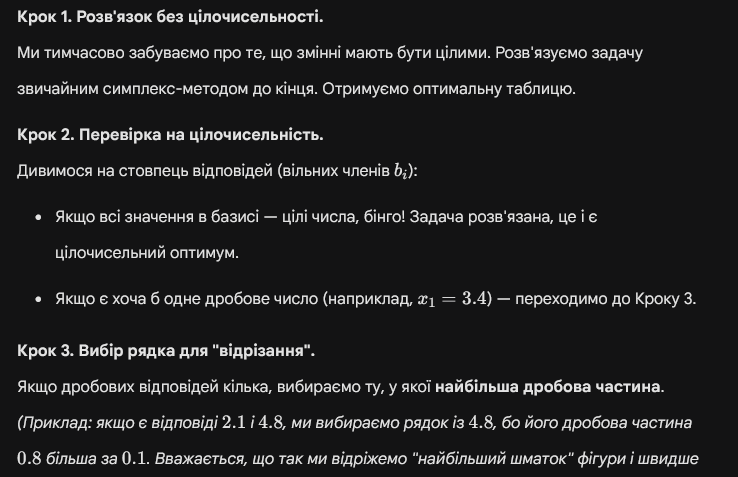 Крок 1. Розв'язок без цілочисельності.
Ми тимчасово забуваємо про те, що змінні мають бути цілими. Розв'язуємо задачу
звичайним симплекс-методом до кінця. Отримуємо оптимальну таблицю.
Крок 2. Перевірка на цілочисельність.
Дивимося на стовпець відповідей (вільних членів bᵢ):
• Якщо всі значення в базисі — цілі числа, бінго! Задача розв'язана, це і є
цілочисельний оптимум.
• Якщо є хоча б одне дробове число (наприклад, x₁ = 3.4) — переходимо до Кроку 3.
Крок 3. Вибір рядка для "відрізання".
Якщо дробових відповідей кілька, вибираємо ту, у якої найбільша дробова частина.
(Приклад: якщо є відповіді 2.1 і 4.8, ми вибираємо рядок із 4.8, бо його дробова частина
0.8 більша за 0.1. Вважається, що так ми відріжемо "найбільший шматок" фігури і швидше